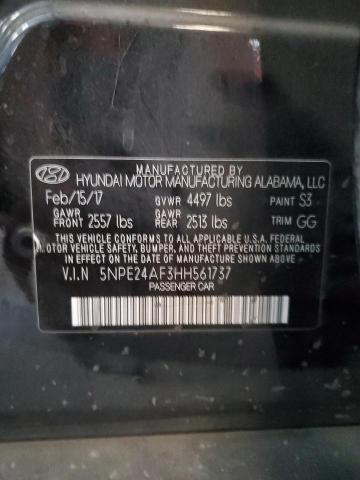 MANUFACTURED BY
HYUNDAI MOTOR MANUFACTURING ALABAMA, LLC
Feb/15/17 GVWR 4497 lbs PAINT S3
GAWR FRONT 2557 lbs GAWR REAR 2513 lbs TRIM GG
THIS VEHICLE CONFORMS TO ALL APPLICABLE U.S.A. FEDERAL
MOTOR VEHICLE SAFETY, BUMPER, AND THEFT PREVENTION
STANDARDS IN EFFECT ON THE DATE OF MANUFACTURE SHOWN ABOVE.
V.I.N 5NPE24AF3HH561737
PASSENGER CAR